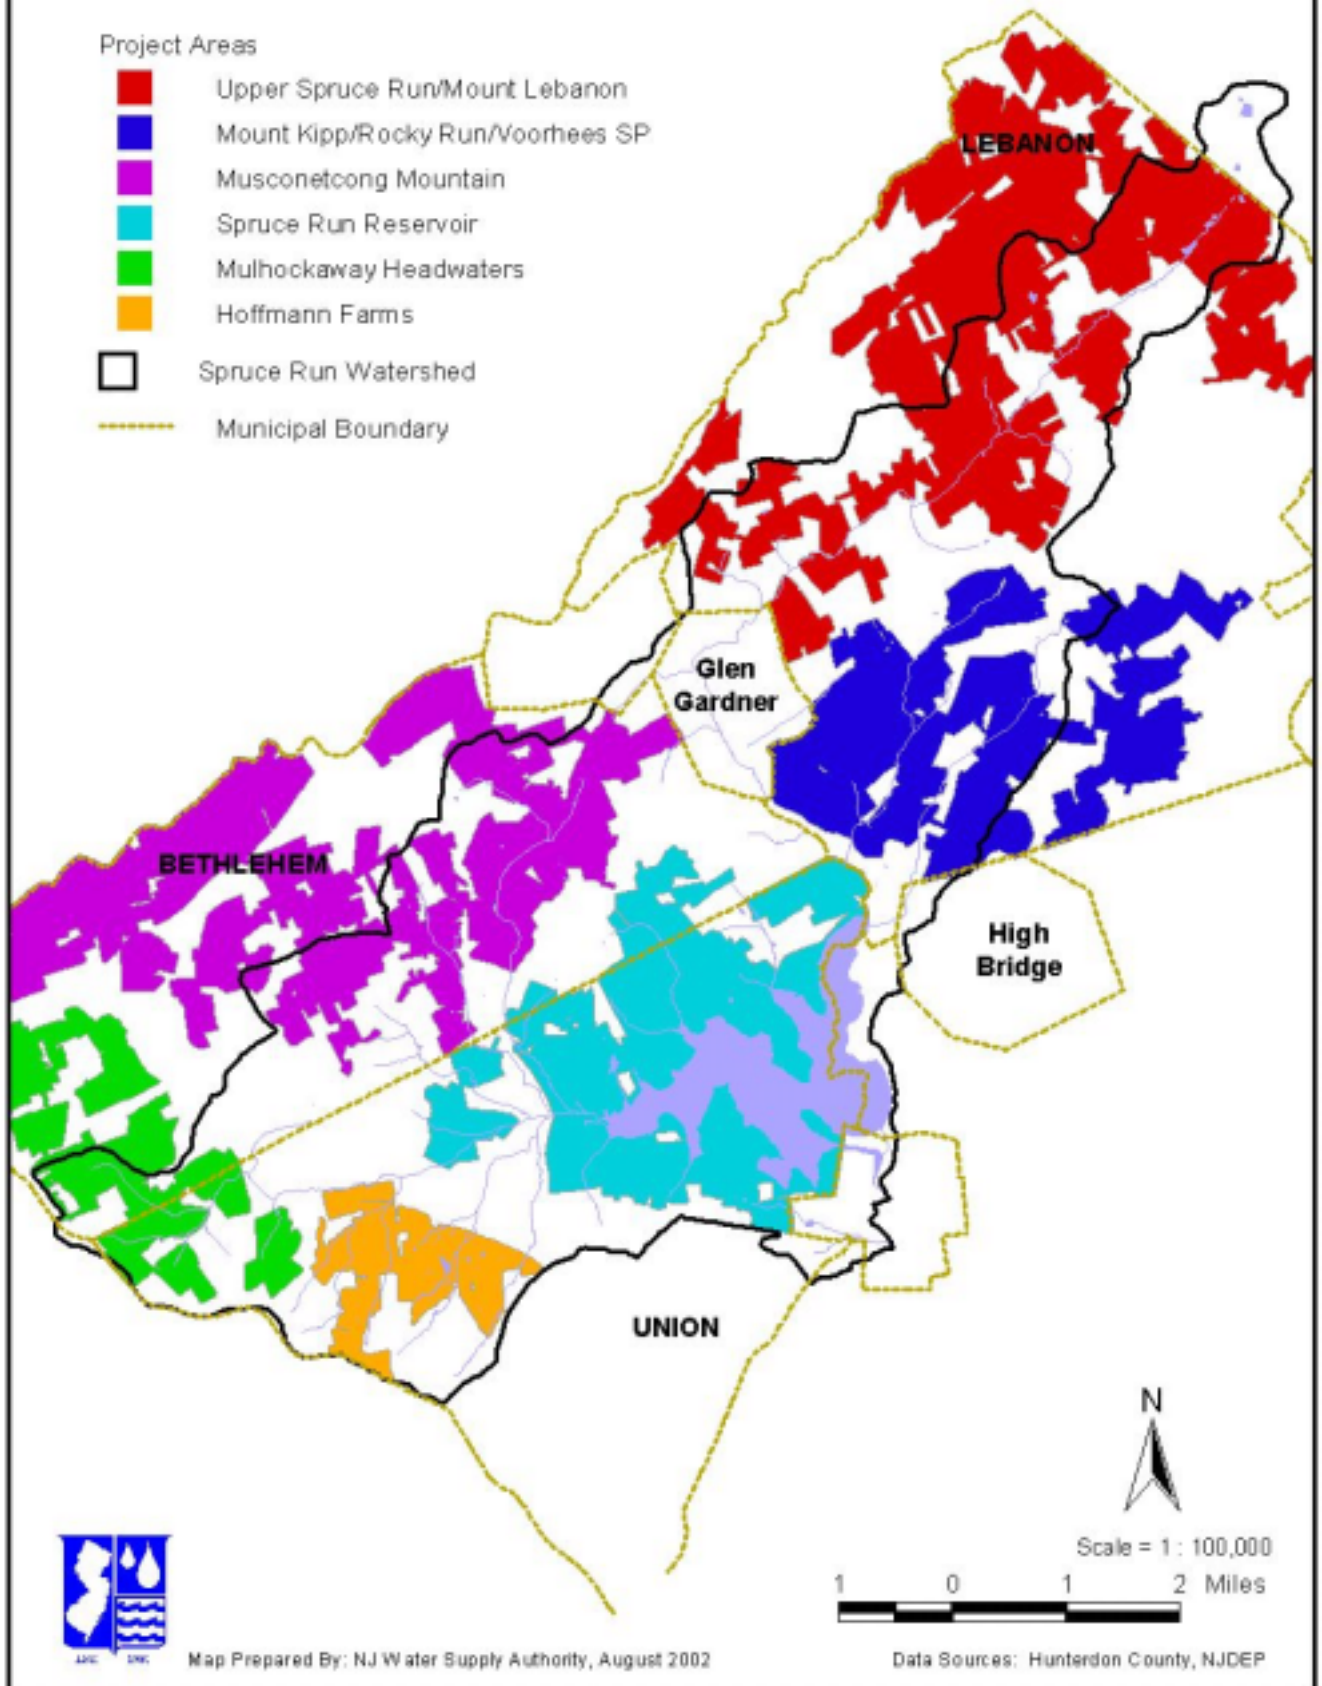 Project Areas
Upper Spruce Run/Mount Lebanon
Mount Kipp/Rocky Run/Voorhees SP
Musconetcong Mountain
Spruce Run Reservoir
Mulhockaway Headwaters
Hoffmann Farms
Spruce Run Watershed
Municipal Boundary
LEBANON
Glen
Gardner
BETHLEHEM
High
Bridge
UNION
N
Scale = 1 : 100,000
1 0 1 2 Miles
Map Prepared By: NJ Water Supply Authority, August 2002
Data Sources: Hunterdon County, NJDEP